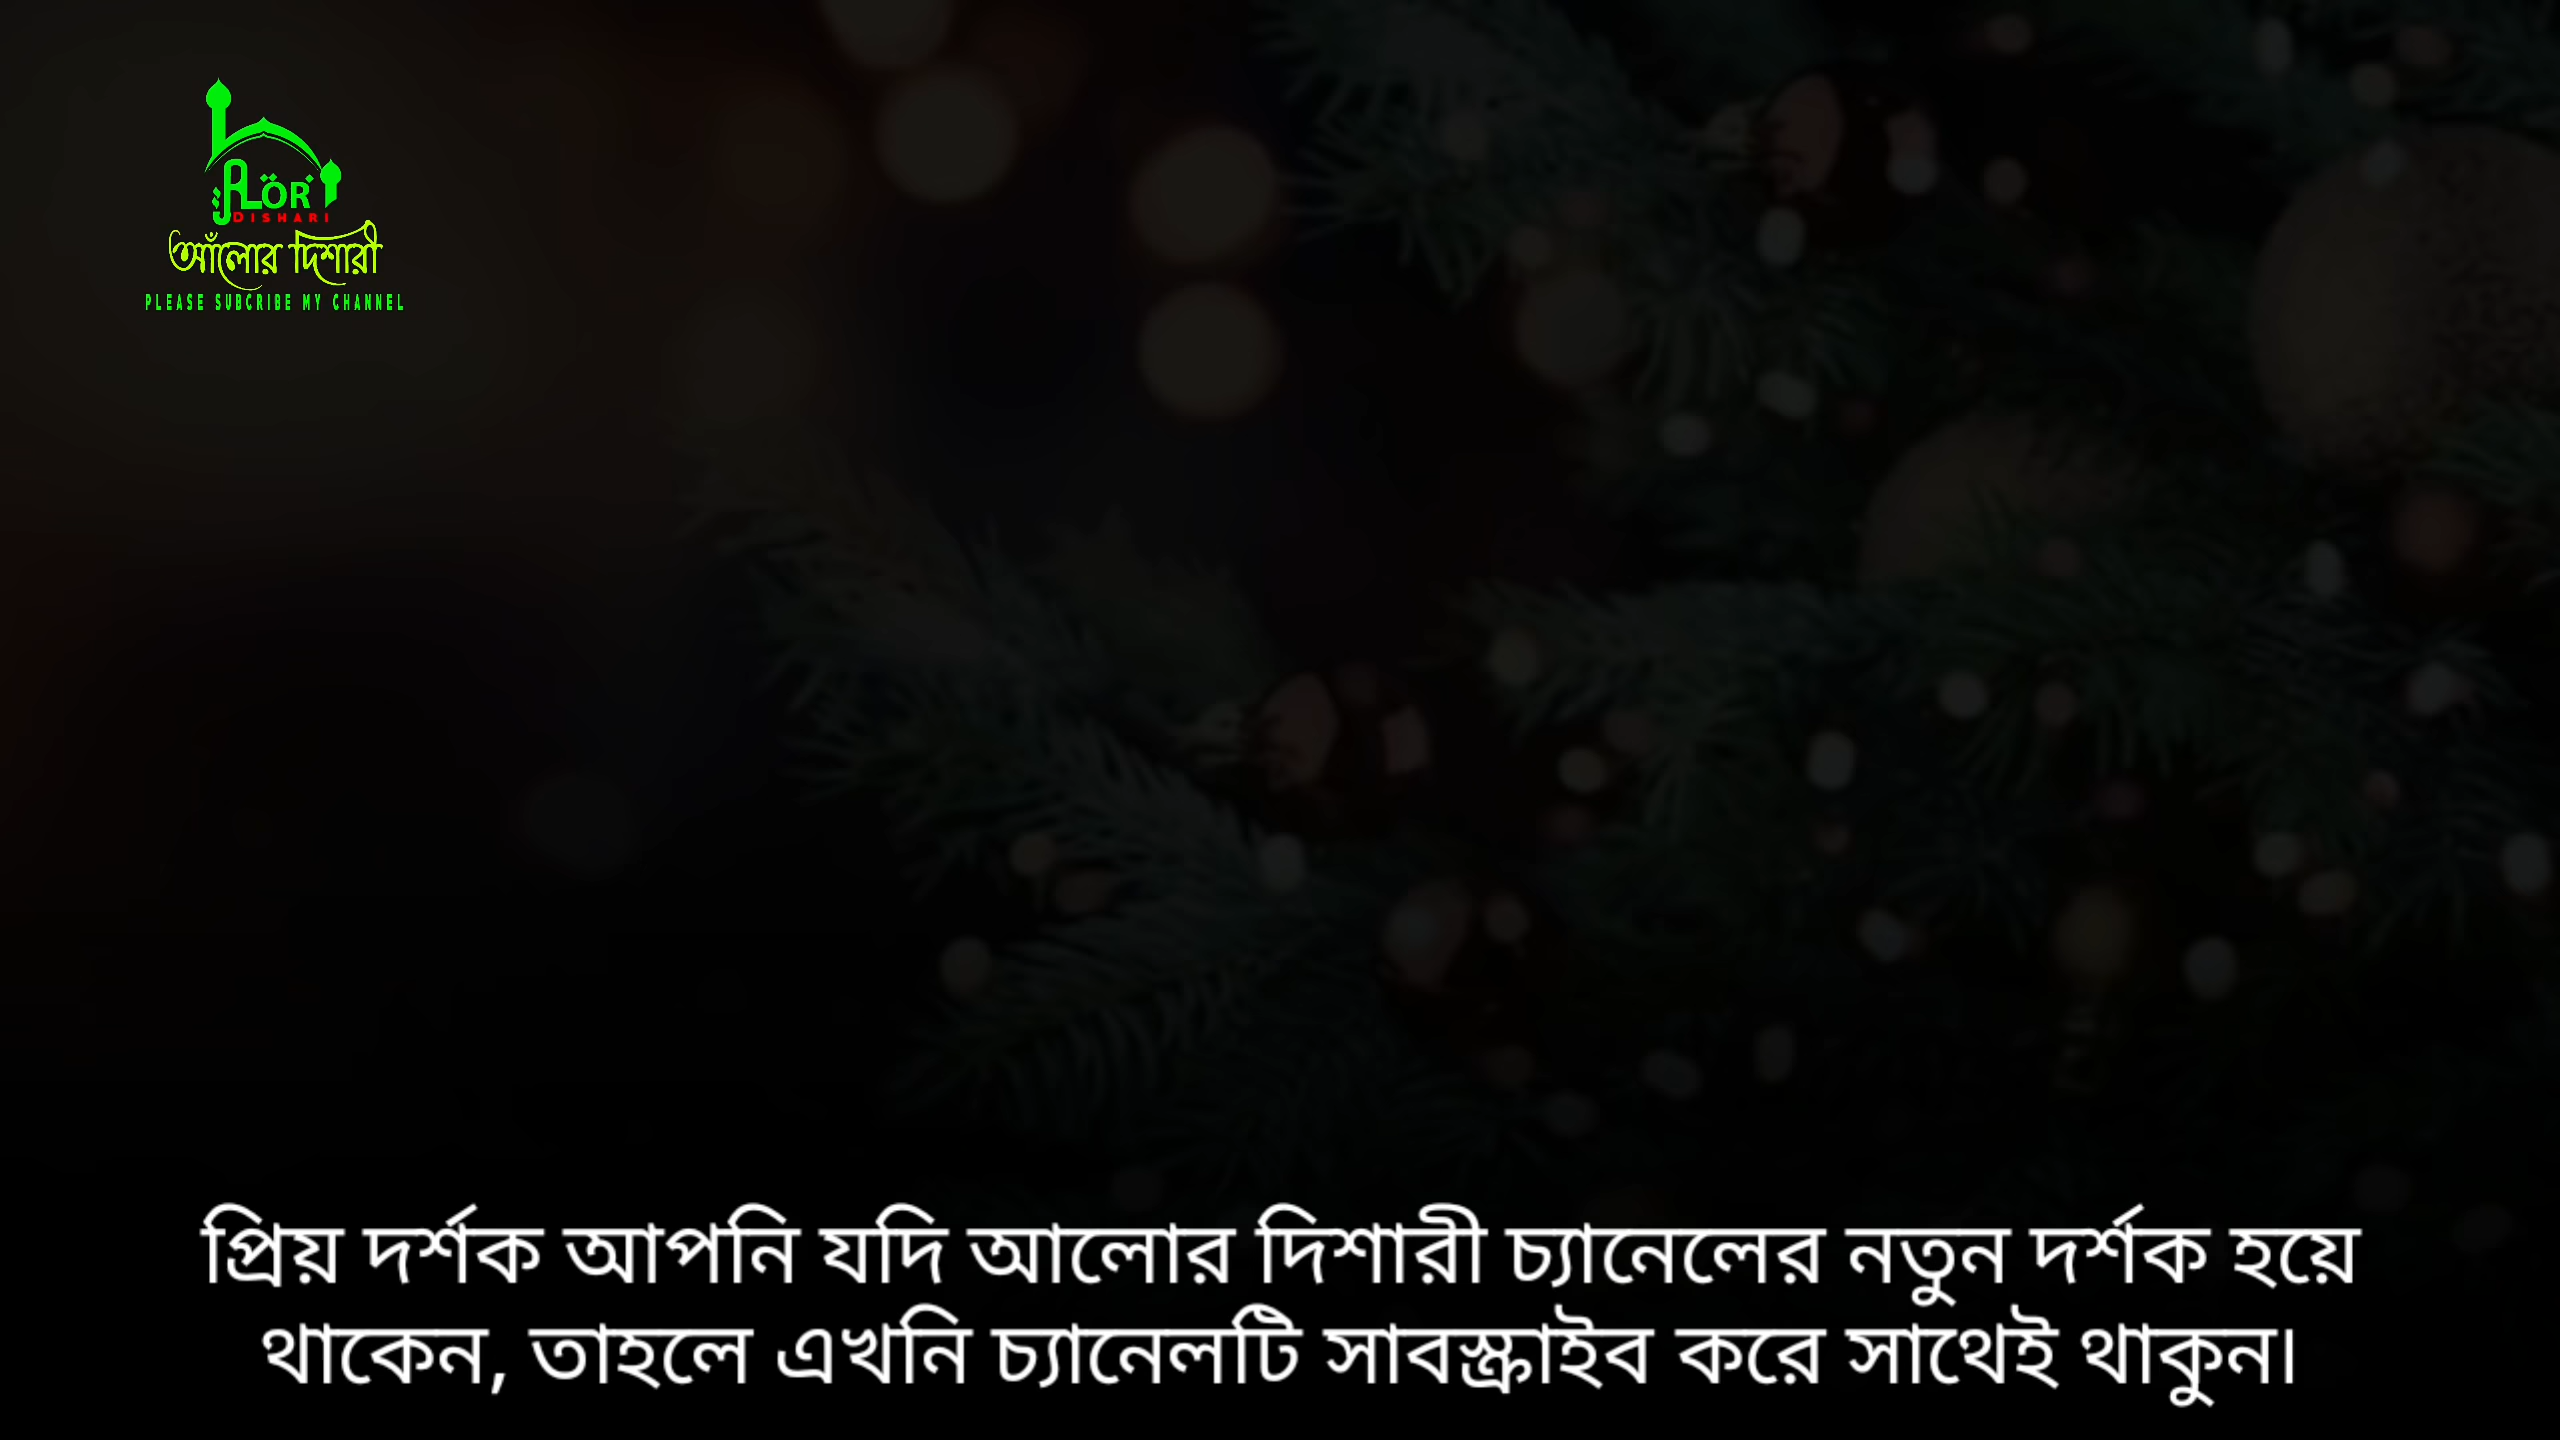 ALOR
DISHARI
আঁলোর দিশারী
PLEASE SUBCRIBE MY CHANNEL
প্রিয় দর্শক আপনি যদি আলোর দিশারী চ্যানেলের নতুন দর্শক হয়ে
থাকেন, তাহলে এখনি চ্যানেলটি সাবস্ক্রাইব করে সাথেই থাকুন।